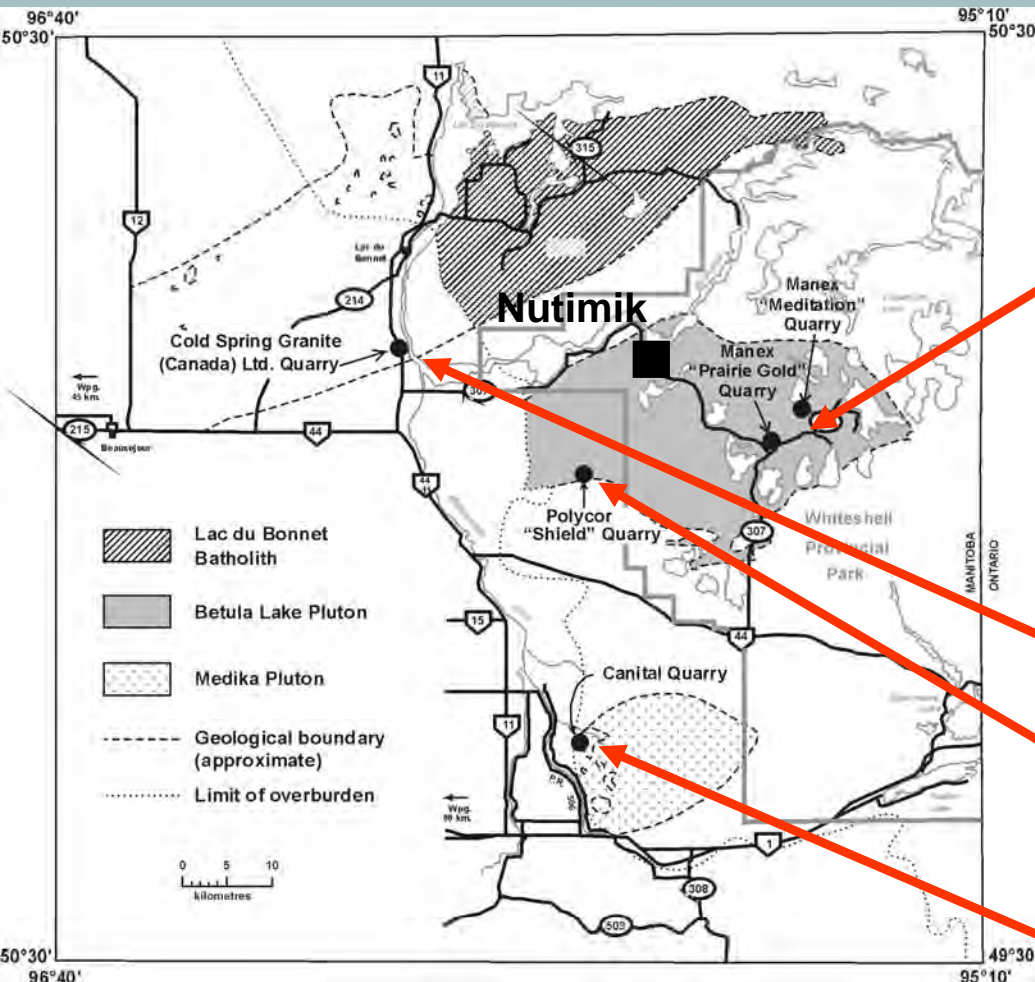 96°40'
95°10'
50°30'
50°30'
11
315
12
Lac du
Bonnet
214
Nutimik
Manex
"Meditation"
Quarry
Cold Spring Granite
(Canada) Ltd. Quarry
Manex
"Prairie Gold"
Quarry
Wpg.
45 km.
307
215
44
Beausejour
44
11
Polycor
"Shield" Quarry
307
Whiteshell
Provincial
Park
MANITOBA
ONTARIO
Lac du Bonnet
Batholith
Betula Lake Pluton
15
44
Medika Pluton
Canital Quarry
11
Geological boundary
(approximate)
P.R.
Limit of overburden
Wpg.
1
0 5 10
kilometres
308
503
50°30'
49°30'
96°40'
95°10'